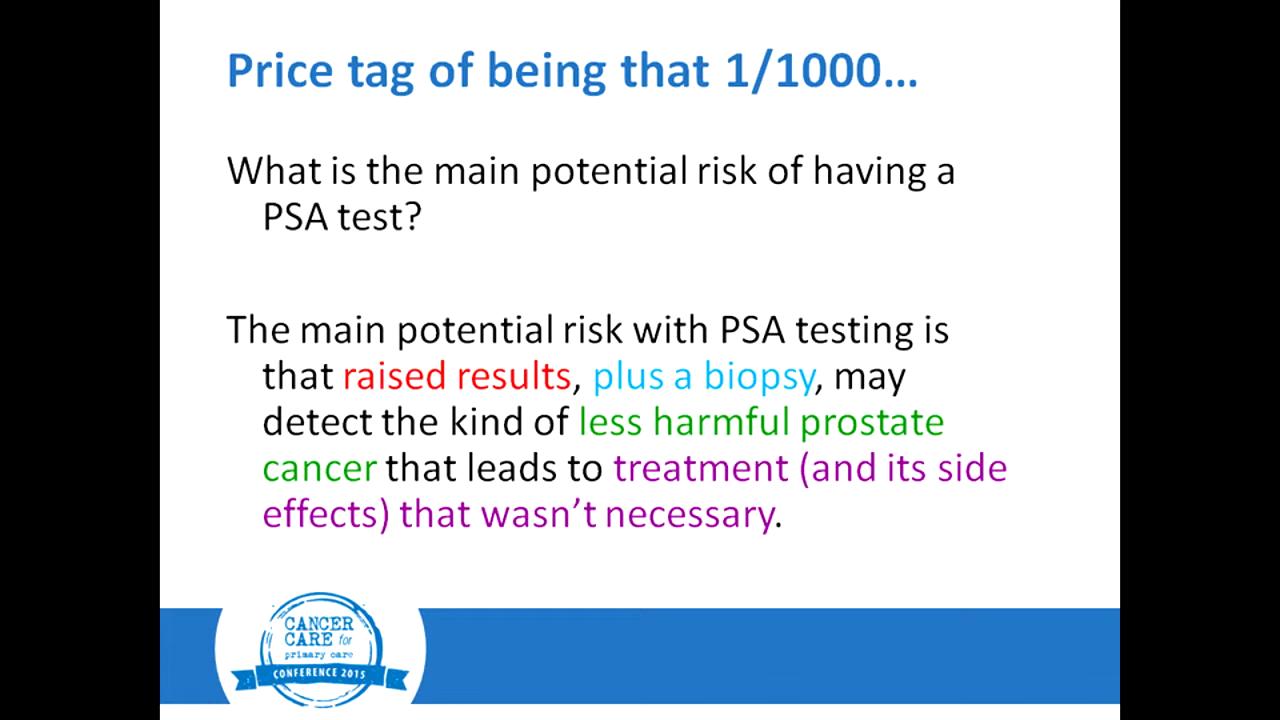 Price tag of being that 1/1000...
What is the main potential risk of having a
PSA test?
The main potential risk with PSA testing is
that raised results, plus a biopsy, may
detect the kind of less harmful prostate
cancer that leads to treatment (and its side
effects) that wasn't necessary.
CANCER
CARE for
primary care
CONFERENCE 2015